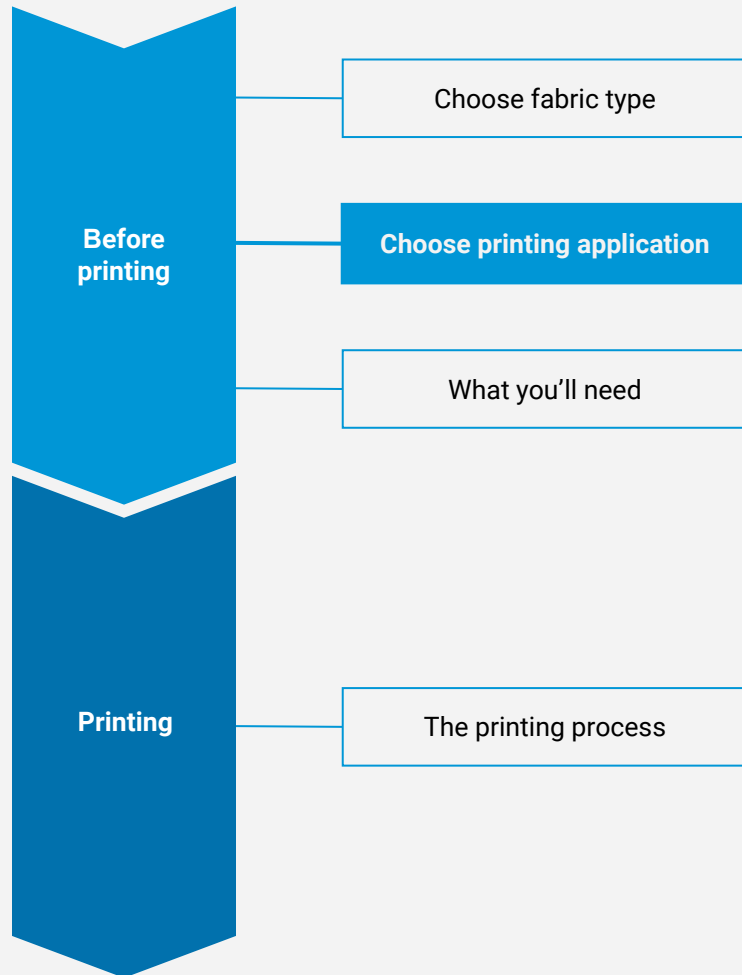 Choose fabric type
Before
printing
Choose printing application
What you’ll need
Printing
The printing process